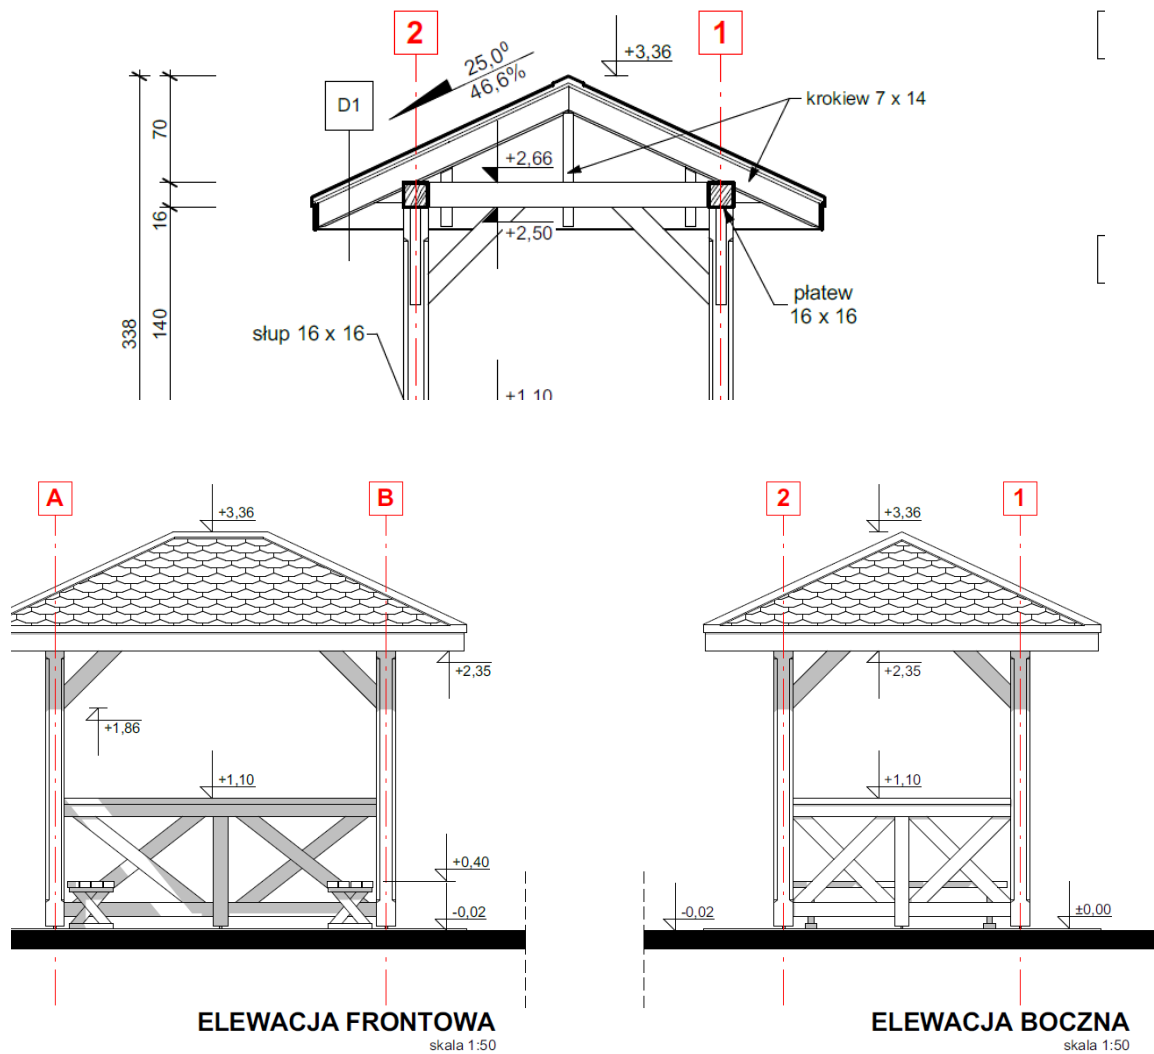 2
1
+3,36
25,0⁰
46,6%
D1
krokiew 7 x 14
70
+2,66
16
+2,50
płatew
16 x 16
338
140
słup 16 x 16
+1,10
A
B
2
1
+3,36
+3,36
+2,35
+2,35
+1,86
+1,10
+1,10
+0,40
-0,02
-0,02
±0,00
ELEWACJA FRONTOWA
skala 1:50
ELEWACJA BOCZNA
skala 1:50